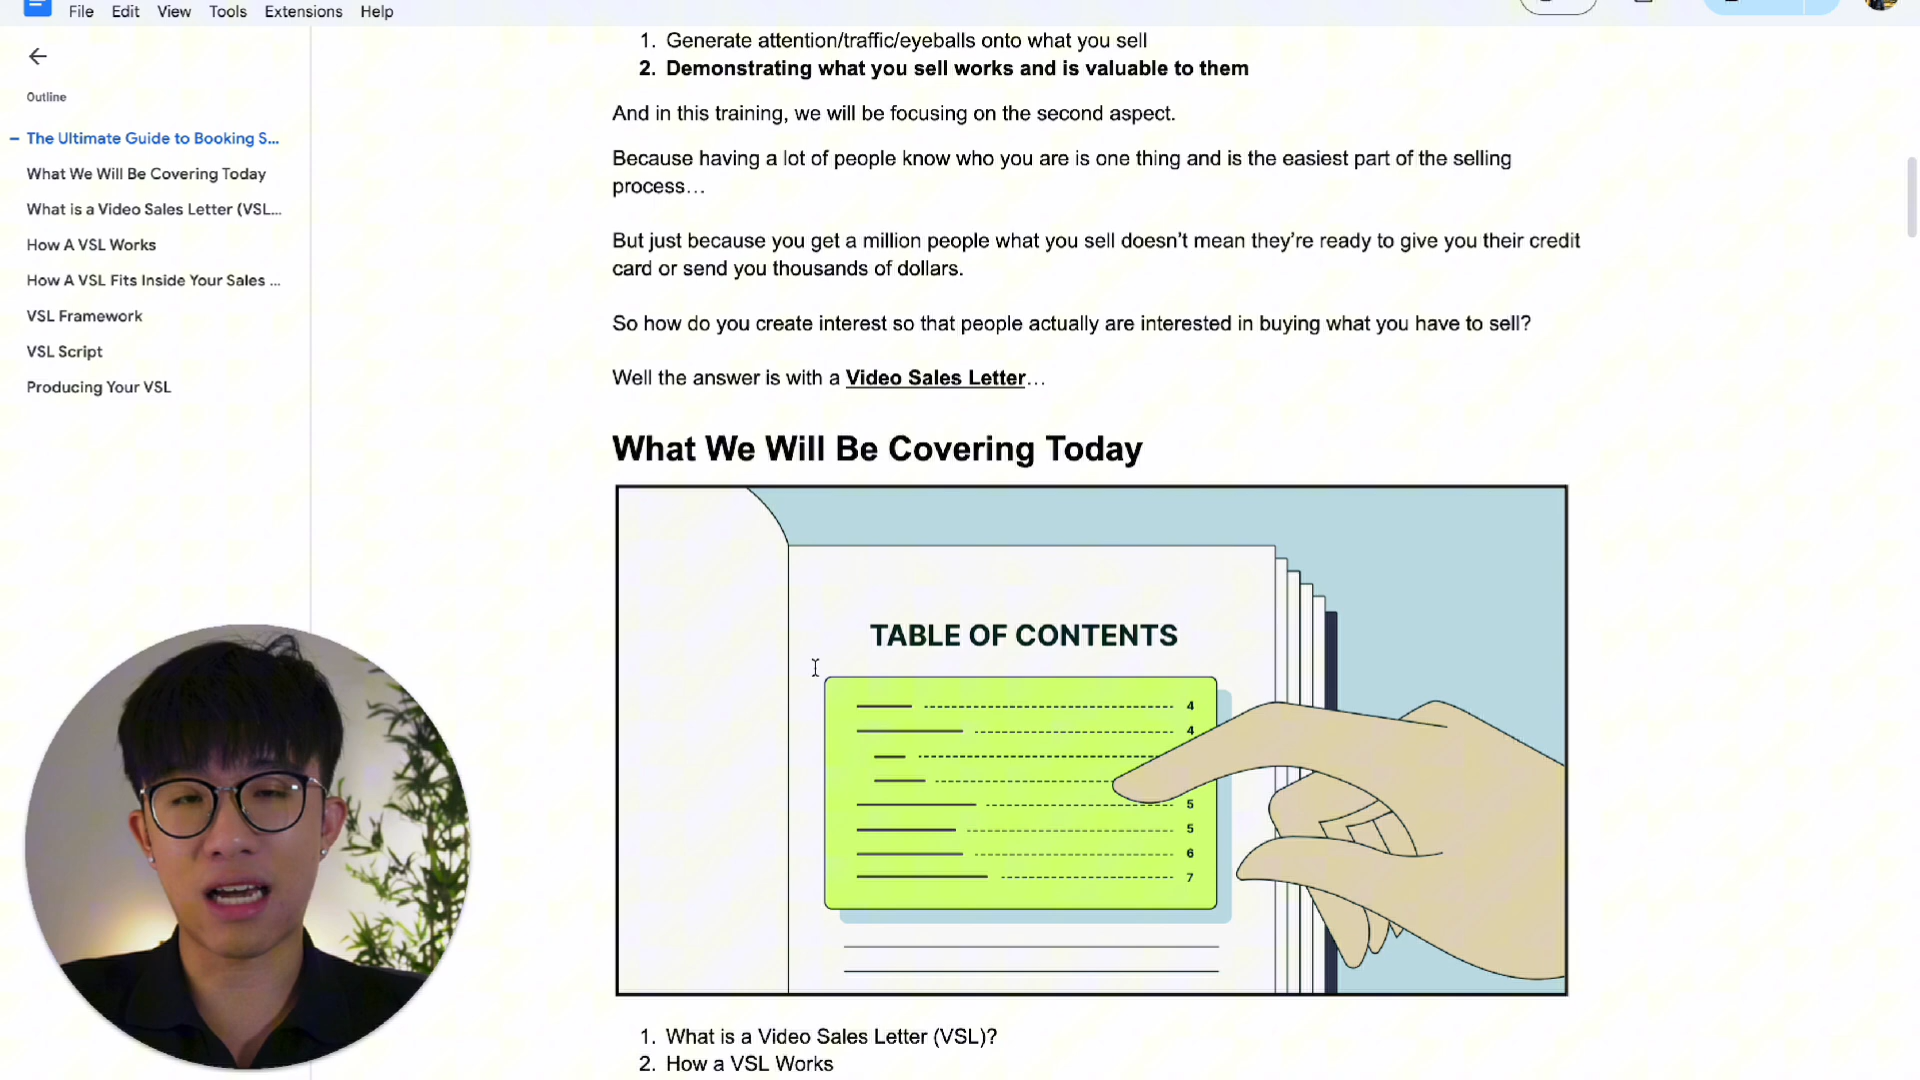 File Edit View Tools Extensions Help
Outline
The Ultimate Guide to Booking S...
What We Will Be Covering Today
What is a Video Sales Letter (VSL...
How A VSL Works
How A VSL Fits Inside Your Sales ...
VSL Framework
VSL Script
Producing Your VSL
1. Generate attention/traffic/eyeballs onto what you sell
2. Demonstrating what you sell works and is valuable to them
And in this training, we will be focusing on the second aspect.
Because having a lot of people know who you are is one thing and is the easiest part of the selling
process…
But just because you get a million people what you sell doesn’t mean they’re ready to give you their credit
card or send you thousands of dollars.
So how do you create interest so that people actually are interested in buying what you have to sell?
Well the answer is with a Video Sales Letter…
What We Will Be Covering Today
TABLE OF CONTENTS
4
4
5
5
6
7
1. What is a Video Sales Letter (VSL)?
2. How a VSL Works